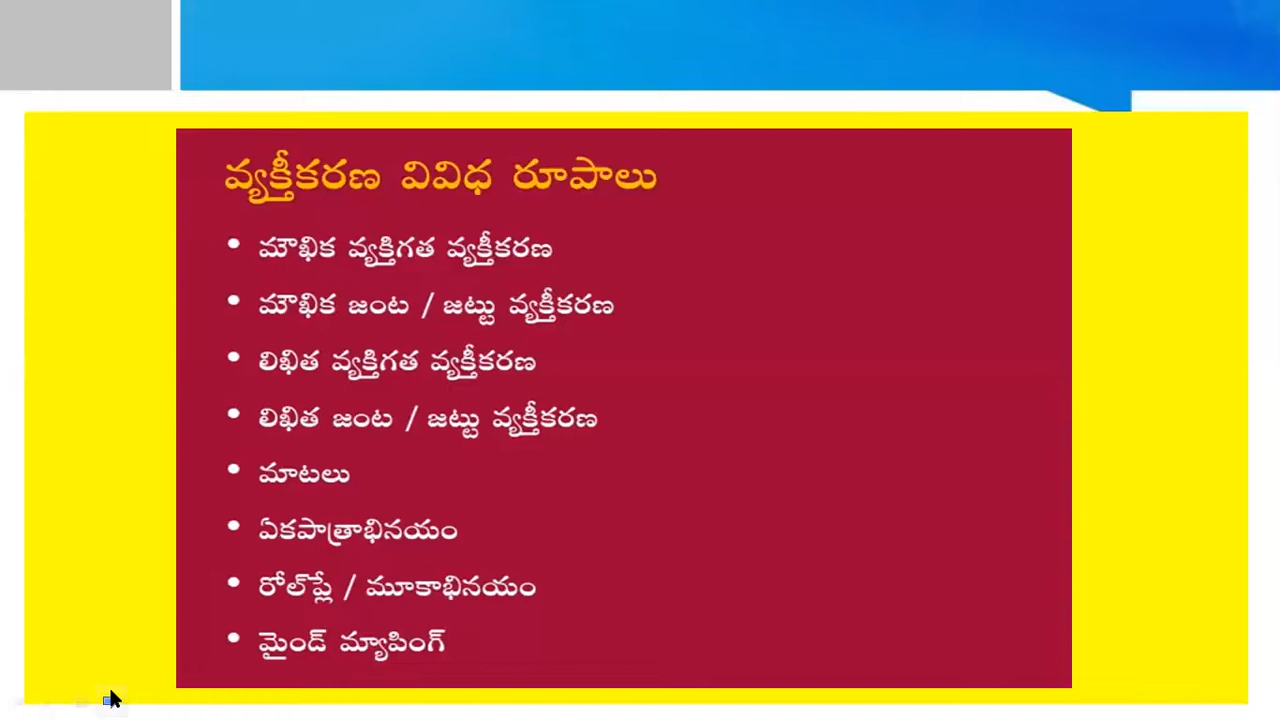 వ్యక్తీకరణ వివిధ రూపాలు
• మౌఖిక వ్యక్తిగత వ్యక్తీకరణ
• మౌఖిక జంట / జట్టు వ్యక్తీకరణ
• లిఖిత వ్యక్తిగత వ్యక్తీకరణ
• లిఖిత జంట / జట్టు వ్యక్తీకరణ
• మాటలు
• ఏకపాత్రాభినయం
• రోల్‌ప్లే / మూకాభినయం
• మైండ్ మ్యాపింగ్